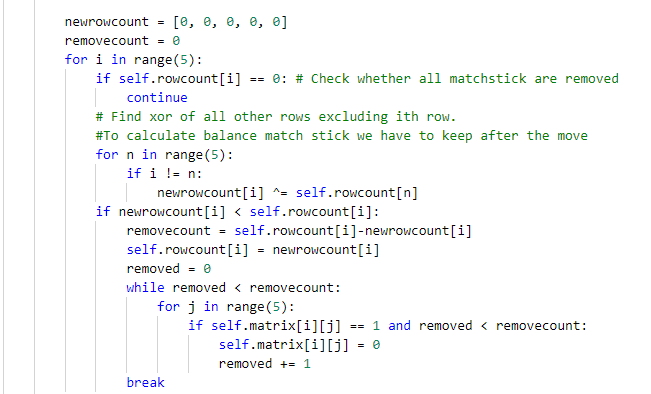 newrowcount = [0, 0, 0, 0, 0]
removecount = 0
for i in range(5):
if self.rowcount[i] == 0: # Check whether all matchstick are removed
continue
# Find xor of all other rows excluding ith row.
#To calculate balance match stick we have to keep after the move
for n in range(5):
if i != n:
newrowcount[i] ^= self.rowcount[n]
if newrowcount[i] < self.rowcount[i]:
removecount = self.rowcount[i]-newrowcount[i]
self.rowcount[i] = newrowcount[i]
removed = 0
while removed < removecount:
for j in range(5):
if self.matrix[i][j] == 1 and removed < removecount:
self.matrix[i][j] = 0
removed += 1
break